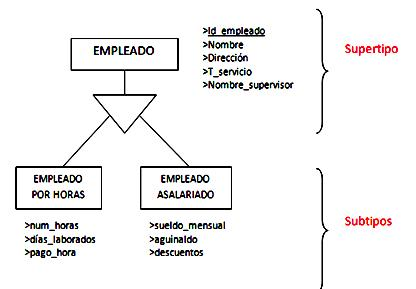 EMPLEADO
>Id_empleado
>Nombre
>Dirección
>T_servicio
>Nombre_supervisor
Supertipo
EMPLEADO
POR HORAS
EMPLEADO
ASALARIADO
>num_horas
>días_laborados
>pago_hora
>sueldo_mensual
>aguinaldo
>descuentos
Subtipos